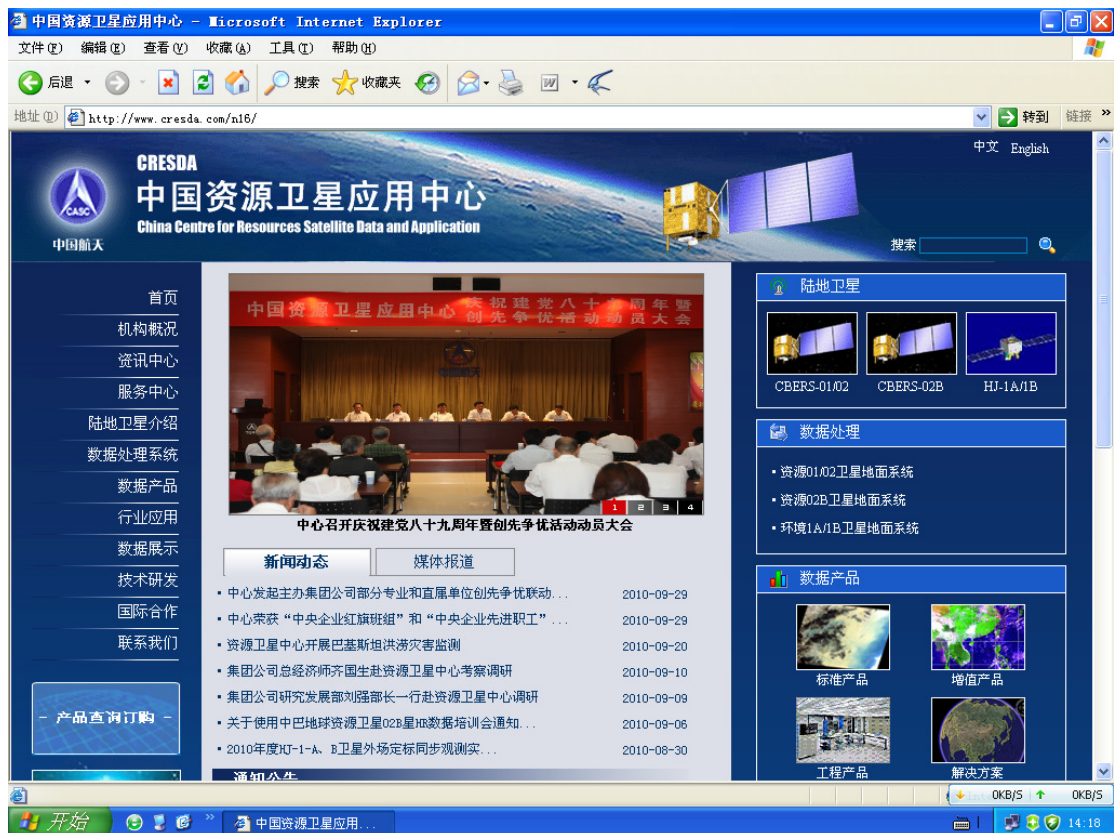 中国资源卫星应用中心 - Microsoft Internet Explorer
文件(F) 编辑(E) 查看(V) 收藏(A) 工具(T) 帮助(H)
后退 搜索 收藏夹
地址(D) http://www.cresda.com/n16/ 转到 链接 »
中文 English
CRESDA
中国资源卫星应用中心
China Centre for Resources Satellite Data and Application
CASC
中国航天
搜索
首页
机构概况
资讯中心
服务中心
陆地卫星介绍
数据处理系统
数据产品
行业应用
数据展示
技术研发
国际合作
联系我们
- 产品查询订购 -
中国资源卫星应用中心 庆祝建党八十九周年暨
创先争优活动动员大会
1 2 3 4
中心召开庆祝建党八十九周年暨创先争优活动动员大会
新闻动态 媒体报道
· 中心发起主办集团公司部分专业和直属单位创先争优联动... 2010-09-29
· 中心荣获“中央企业红旗班组”和“中央企业先进职工”... 2010-09-29
· 资源卫星中心开展巴基斯坦洪涝灾害监测 2010-09-20
· 集团公司总经济师齐国生赴资源卫星中心考察调研 2010-09-10
· 集团公司研究发展部刘强部长一行赴资源卫星中心调研 2010-09-09
· 关于使用中巴地球资源卫星02B星HR数据培训会通知... 2010-09-06
· 2010年度HJ-1-A、B卫星外场定标同步观测实... 2010-08-30
通知公告
陆地卫星
CBERS-01/02 CBERS-02B HJ-1A/1B
数据处理
· 资源01/02卫星地面系统
· 资源02B卫星地面系统
· 环境1A/1B卫星地面系统
数据产品
标准产品 增值产品
工程产品 解决方案
0KB/S 0KB/S
开始 » 中国资源卫星应用... 14:18